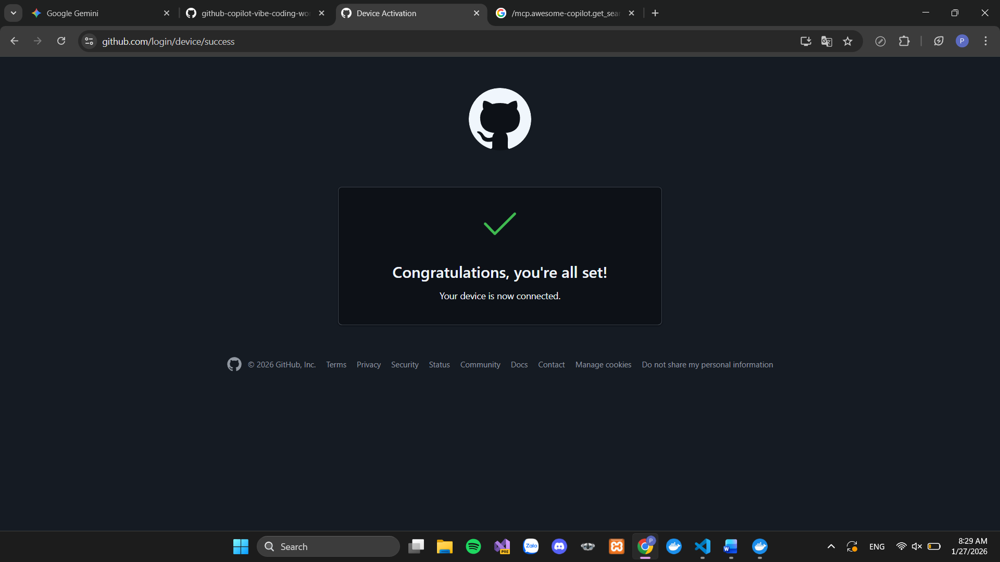 Google Gemini
github-copilot-vibe-coding-wo
Device Activation
/mcp.awesome-copilot.get_sea
github.com/login/device/success
P
Congratulations, you're all set!
Your device is now connected.
© 2026 GitHub, Inc. Terms Privacy Security Status Community Docs Contact Manage cookies Do not share my personal information
Search
PRE
Zalo
P
W
ENG
8:29 AM
1/27/2026